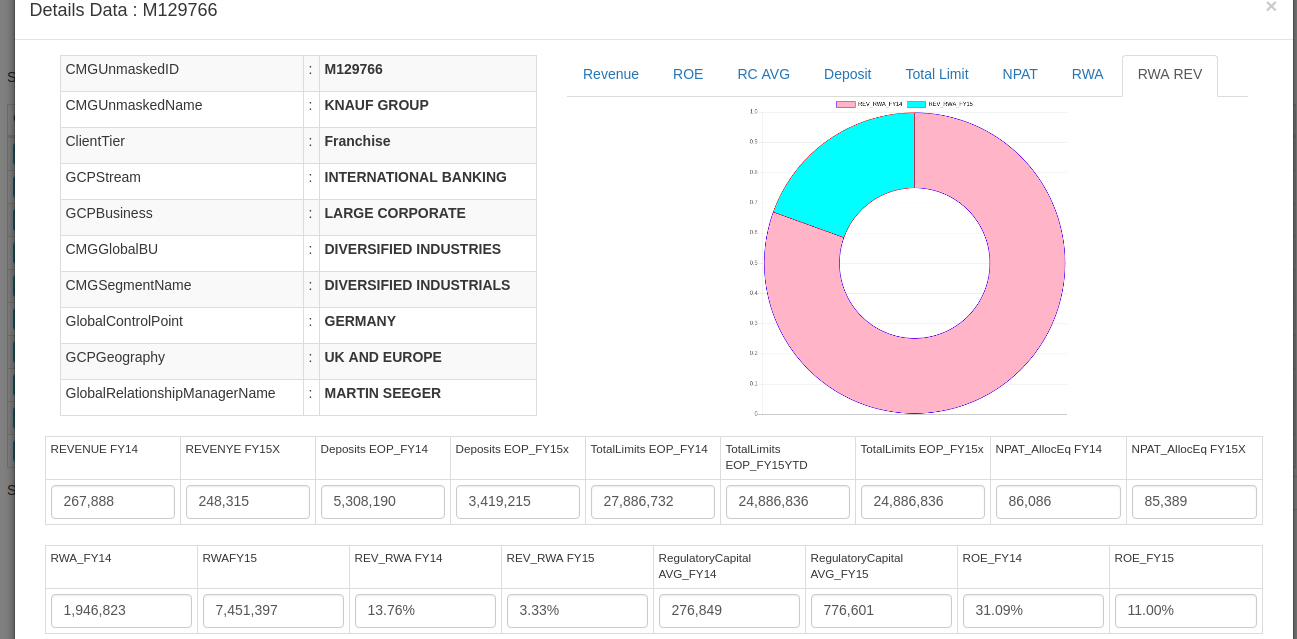 Details Data : M129766
×
CMGUnmaskedID : M129766
CMGUnmaskedName : KNAUF GROUP
ClientTier : Franchise
GCPStream : INTERNATIONAL BANKING
GCPBusiness : LARGE CORPORATE
CMGGlobalBU : DIVERSIFIED INDUSTRIES
CMGSegmentName : DIVERSIFIED INDUSTRIALS
GlobalControlPoint : GERMANY
GCPGeography : UK AND EUROPE
GlobalRelationshipManagerName : MARTIN SEEGER
Revenue ROE RC AVG Deposit Total Limit NPAT RWA RWA REV
REV_RWA_FY14 REV_RWA_FY15
1.0
0.9
0.8
0.7
0.6
0.5
0.4
0.3
0.2
0.1
0
REVENUE FY14 REVENYE FY15X Deposits EOP_FY14 Deposits EOP_FY15x TotalLimits EOP_FY14 TotalLimits EOP_FY15YTD TotalLimits EOP_FY15x NPAT_AllocEq FY14 NPAT_AllocEq FY15X
267,888 248,315 5,308,190 3,419,215 27,886,732 24,886,836 24,886,836 86,086 85,389
RWA_FY14 RWAFY15 REV_RWA FY14 REV_RWA FY15 RegulatoryCapital AVG_FY14 RegulatoryCapital AVG_FY15 ROE_FY14 ROE_FY15
1,946,823 7,451,397 13.76% 3.33% 276,849 776,601 31.09% 11.00%